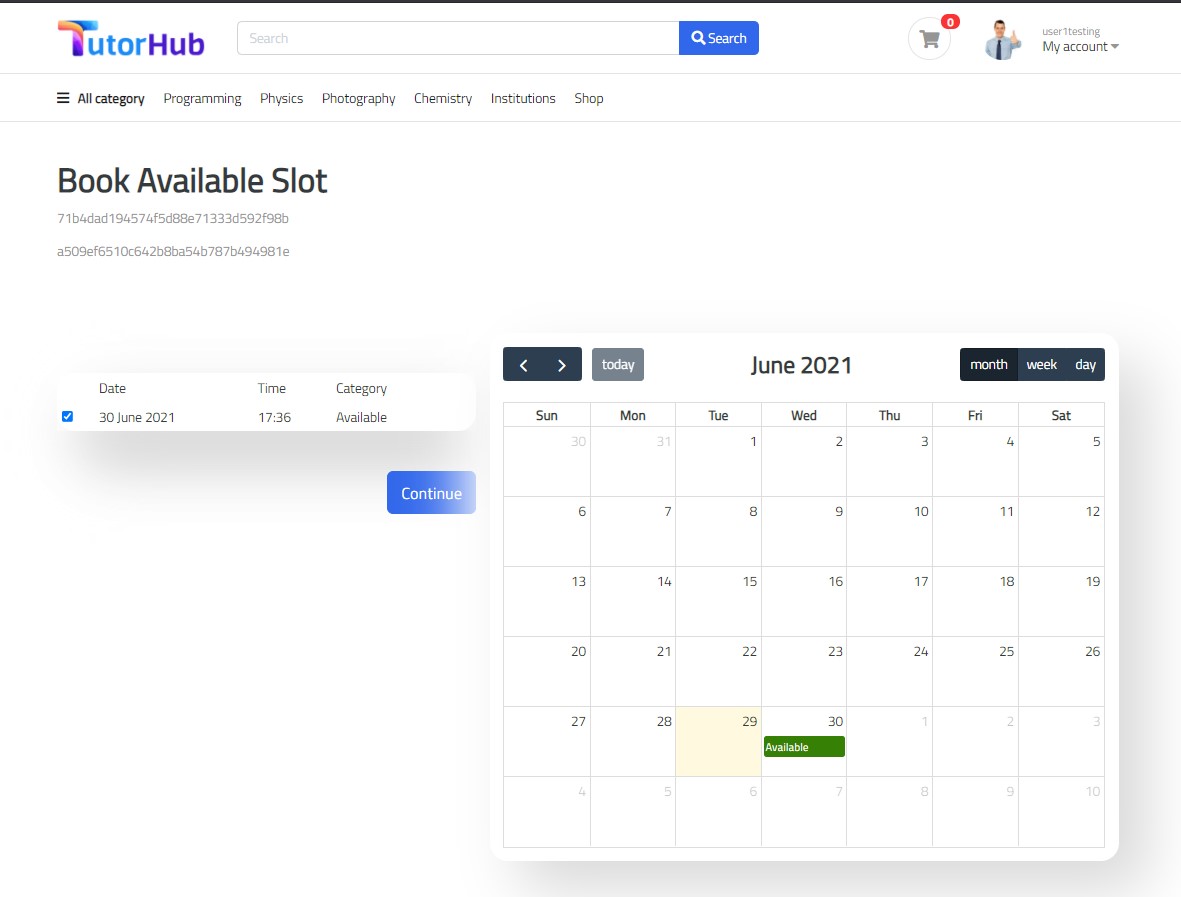 TutorHub
Search
Search
0
user1testing
My account
All category Programming Physics Photography Chemistry Institutions Shop
Book Available Slot
71b4dad194574f5d88e71333d592f98b
a509ef6510c642b8ba54b787b494981e
Date Time Category
30 June 2021 17:36 Available
Continue
today
June 2021
month week day
Sun Mon Tue Wed Thu Fri Sat
30 31 1 2 3 4 5
6 7 8 9 10 11 12
13 14 15 16 17 18 19
20 21 22 23 24 25 26
27 28 29 30 1 2 3
Available
4 5 6 7 8 9 10